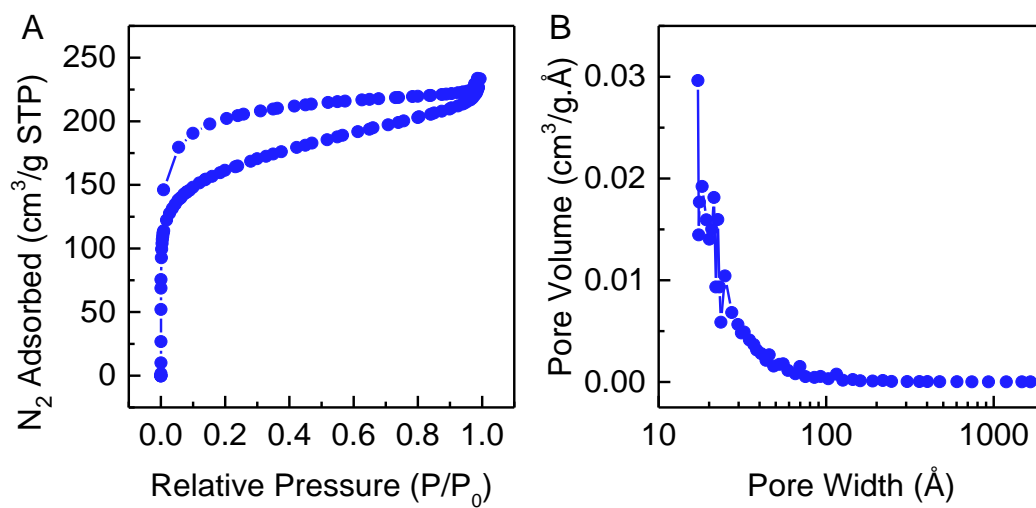 A
N₂ Adsorbed (cm³/g STP)
250
200
150
100
50
0
0.0 0.2 0.4 0.6 0.8 1.0
Relative Pressure (P/P₀)
B
Pore Volume (cm³/g.Å)
0.03
0.02
0.01
0.00
10 100 1000
Pore Width (Å)